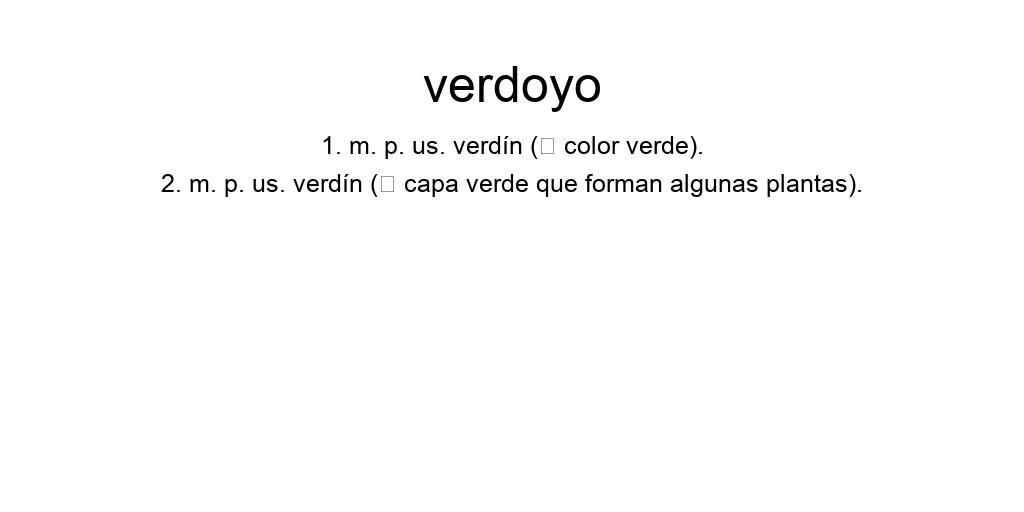 verdoyo
1. m. p. us. verdín (▯ color verde).
2. m. p. us. verdín (▯ capa verde que forman algunas plantas).